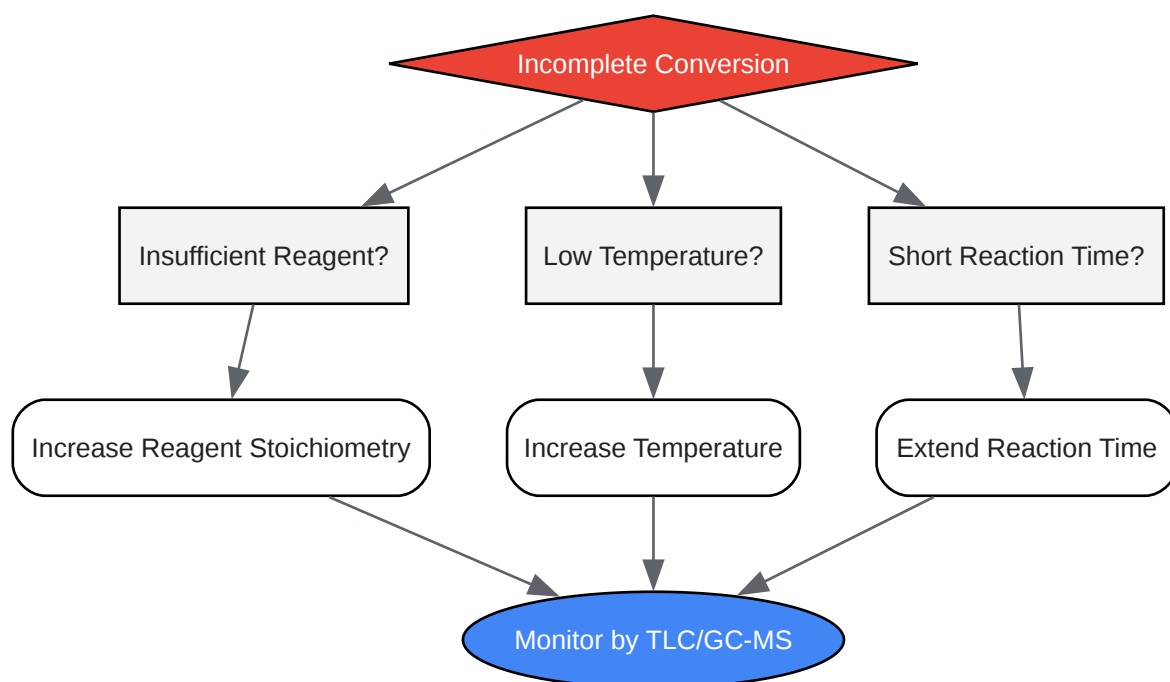 Incomplete Conversion
Insufficient Reagent?
Low Temperature?
Short Reaction Time?
Increase Reagent Stoichiometry
Increase Temperature
Extend Reaction Time
Monitor by TLC/GC-MS